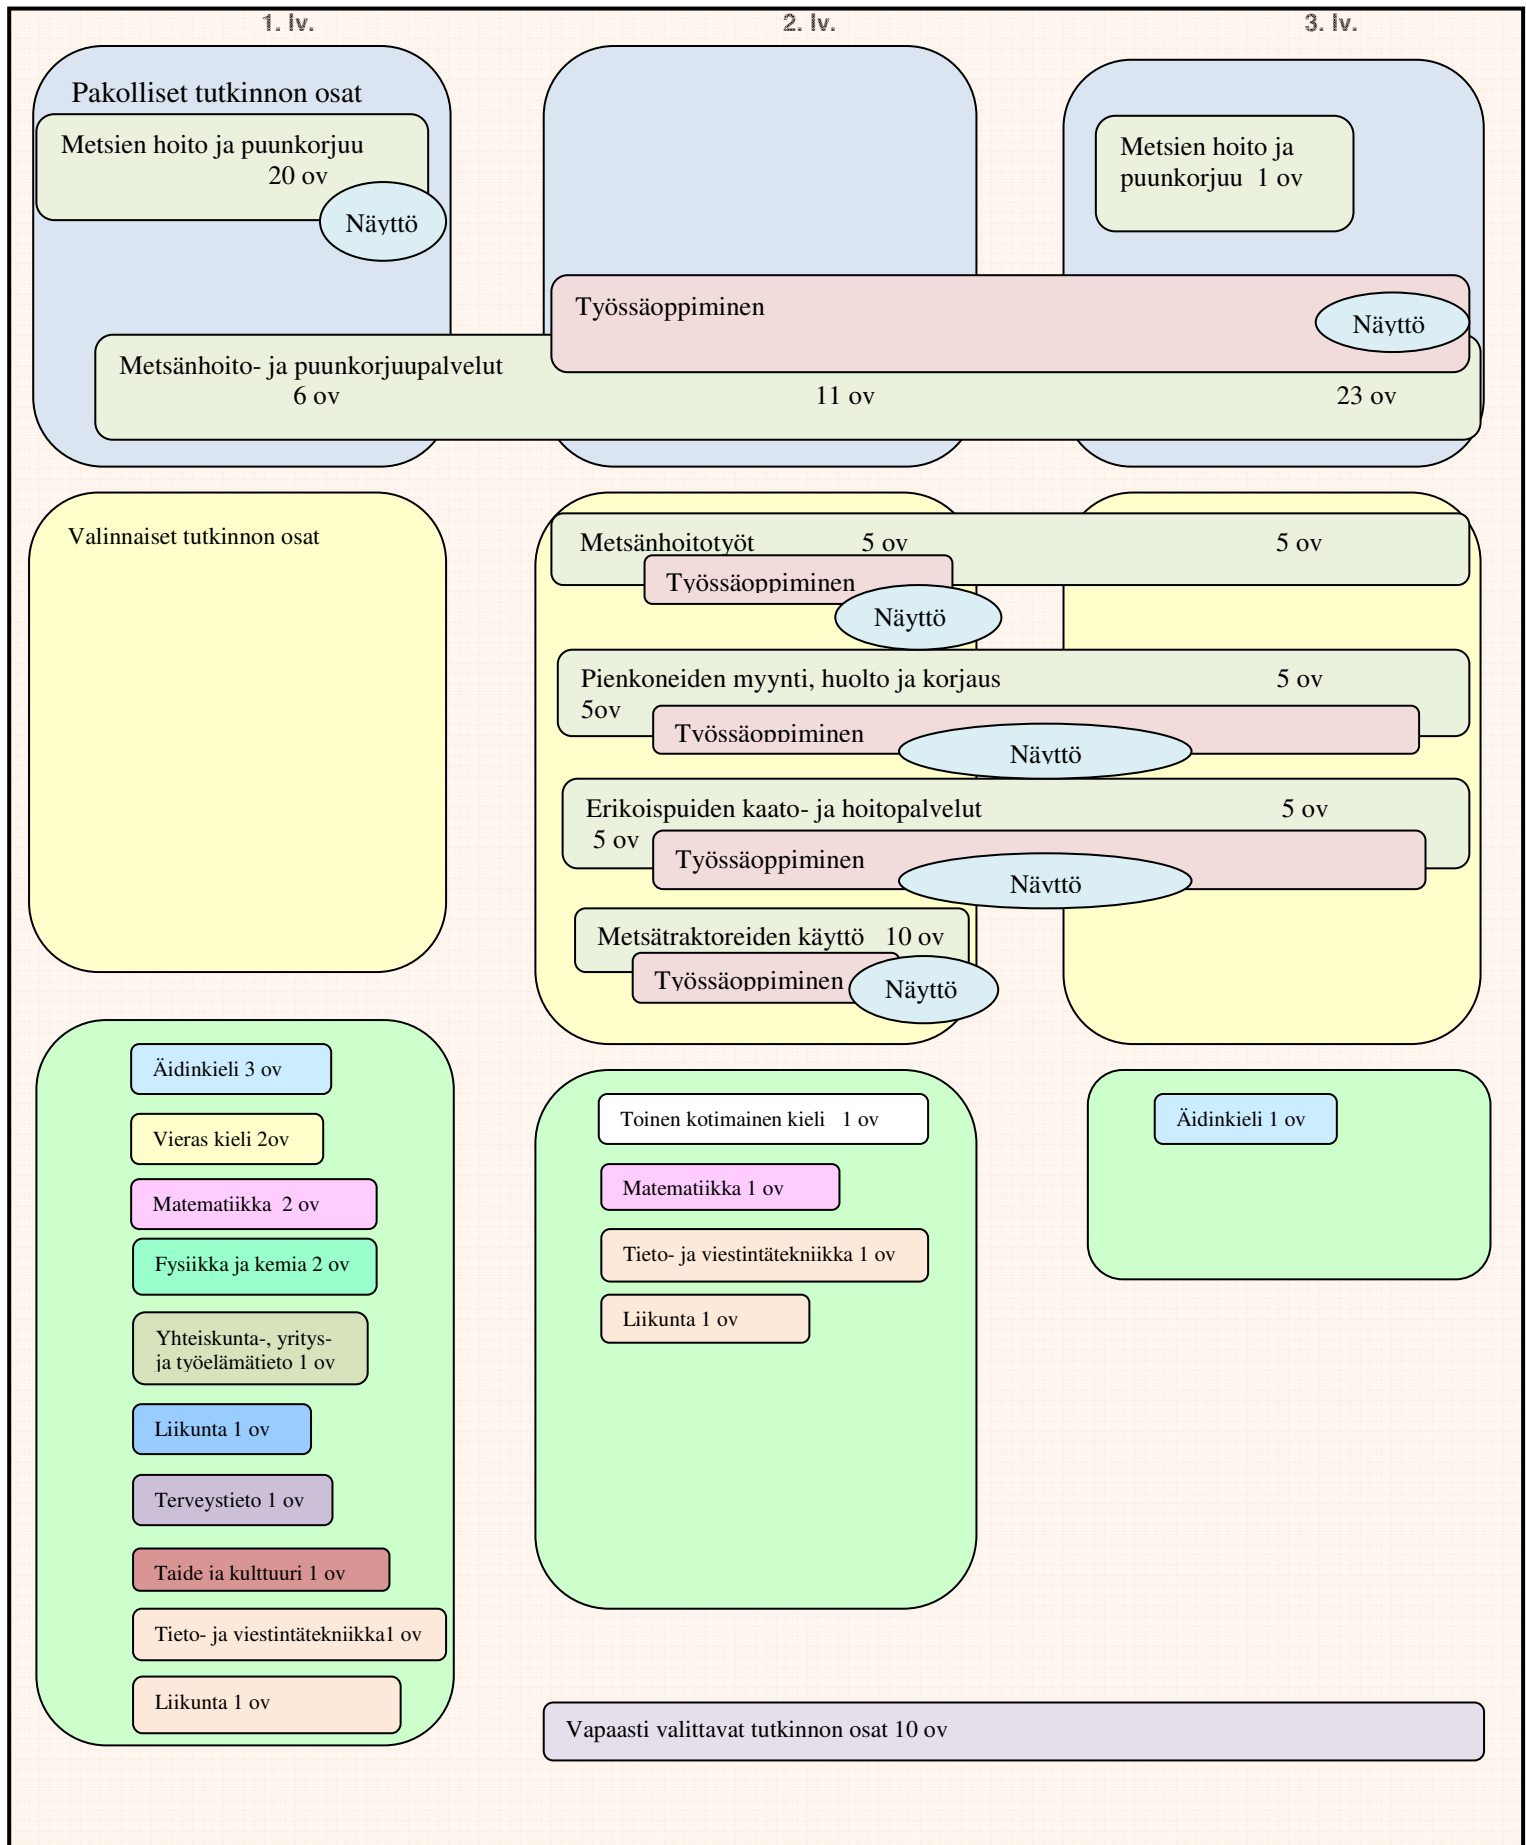 1. lv. 2. lv. 3. lv.
Pakolliset tutkinnon osat
Metsien hoito ja puunkorjuu
20 ov
Näyttö
Metsien hoito ja
puunkorjuu 1 ov
Työssäoppiminen
Näyttö
Metsänhoito- ja puunkorjuupalvelut
6 ov 11 ov 23 ov
Valinnaiset tutkinnon osat
Metsänhoitotyöt 5 ov 5 ov
Työssäoppiminen
Näyttö
Pienkoneiden myynti, huolto ja korjaus 5 ov
5ov
Työssäoppiminen
Näyttö
Erikoispuiden kaato- ja hoitopalvelut 5 ov
5 ov
Työssäoppiminen
Näyttö
Metsätraktoreiden käyttö 10 ov
Työssäoppiminen
Näyttö
Äidinkieli 3 ov
Vieras kieli 2ov
Matematiikka 2 ov
Fysiikka ja kemia 2 ov
Yhteiskunta-, yritys-
ja työelämätieto 1 ov
Liikunta 1 ov
Terveystieto 1 ov
Taide ja kulttuuri 1 ov
Tieto- ja viestintätekniikka1 ov
Liikunta 1 ov
Toinen kotimainen kieli 1 ov
Matematiikka 1 ov
Tieto- ja viestintätekniikka 1 ov
Liikunta 1 ov
Äidinkieli 1 ov
Vapaasti valittavat tutkinnon osat 10 ov